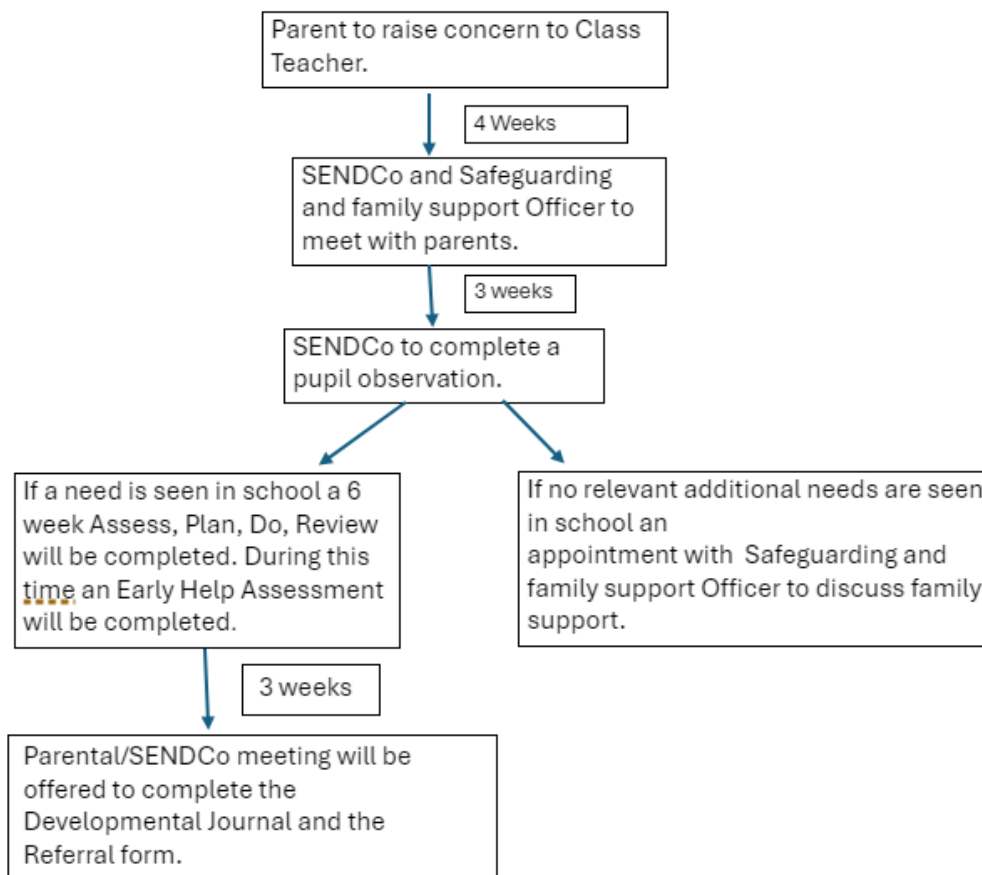 Parent to raise concern to Class
Teacher.
4 Weeks
SENDCo and Safeguarding
and family support Officer to
meet with parents.
3 weeks
SENDCo to complete a
pupil observation.
If a need is seen in school a 6
week Assess, Plan, Do, Review
will be completed. During this
time an Early Help Assessment
will be completed.
If no relevant additional needs are seen
in school an
appointment with  Safeguarding and
family support Officer to discuss family
support.
3 weeks
Parental/SENDCo meeting will be
offered to complete the
Developmental Journal and the
Referral form.